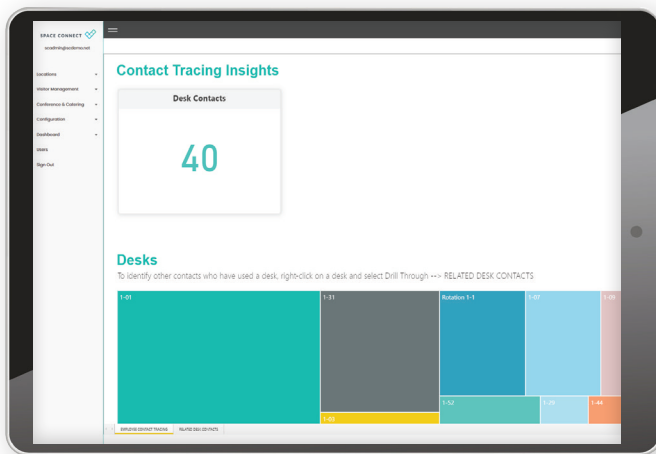 SPACE CONNECT
scadmin@scdemo.net
Locations
Visitor Management
Conference & Catering
Configuration
Dashboard
Desks
Sign Out
Contact Tracing Insights
Desk Contacts
40
Desks
To identify other contacts who have used a desk, right-click on a desk and select Drill Through --> RELATED DESK CONTACTS
1-01
1-31
Rotation 1-1
1-07
1-52
1-44
EMPLOYEE CONTACT TRACING
RELATED DESK CONTACTS